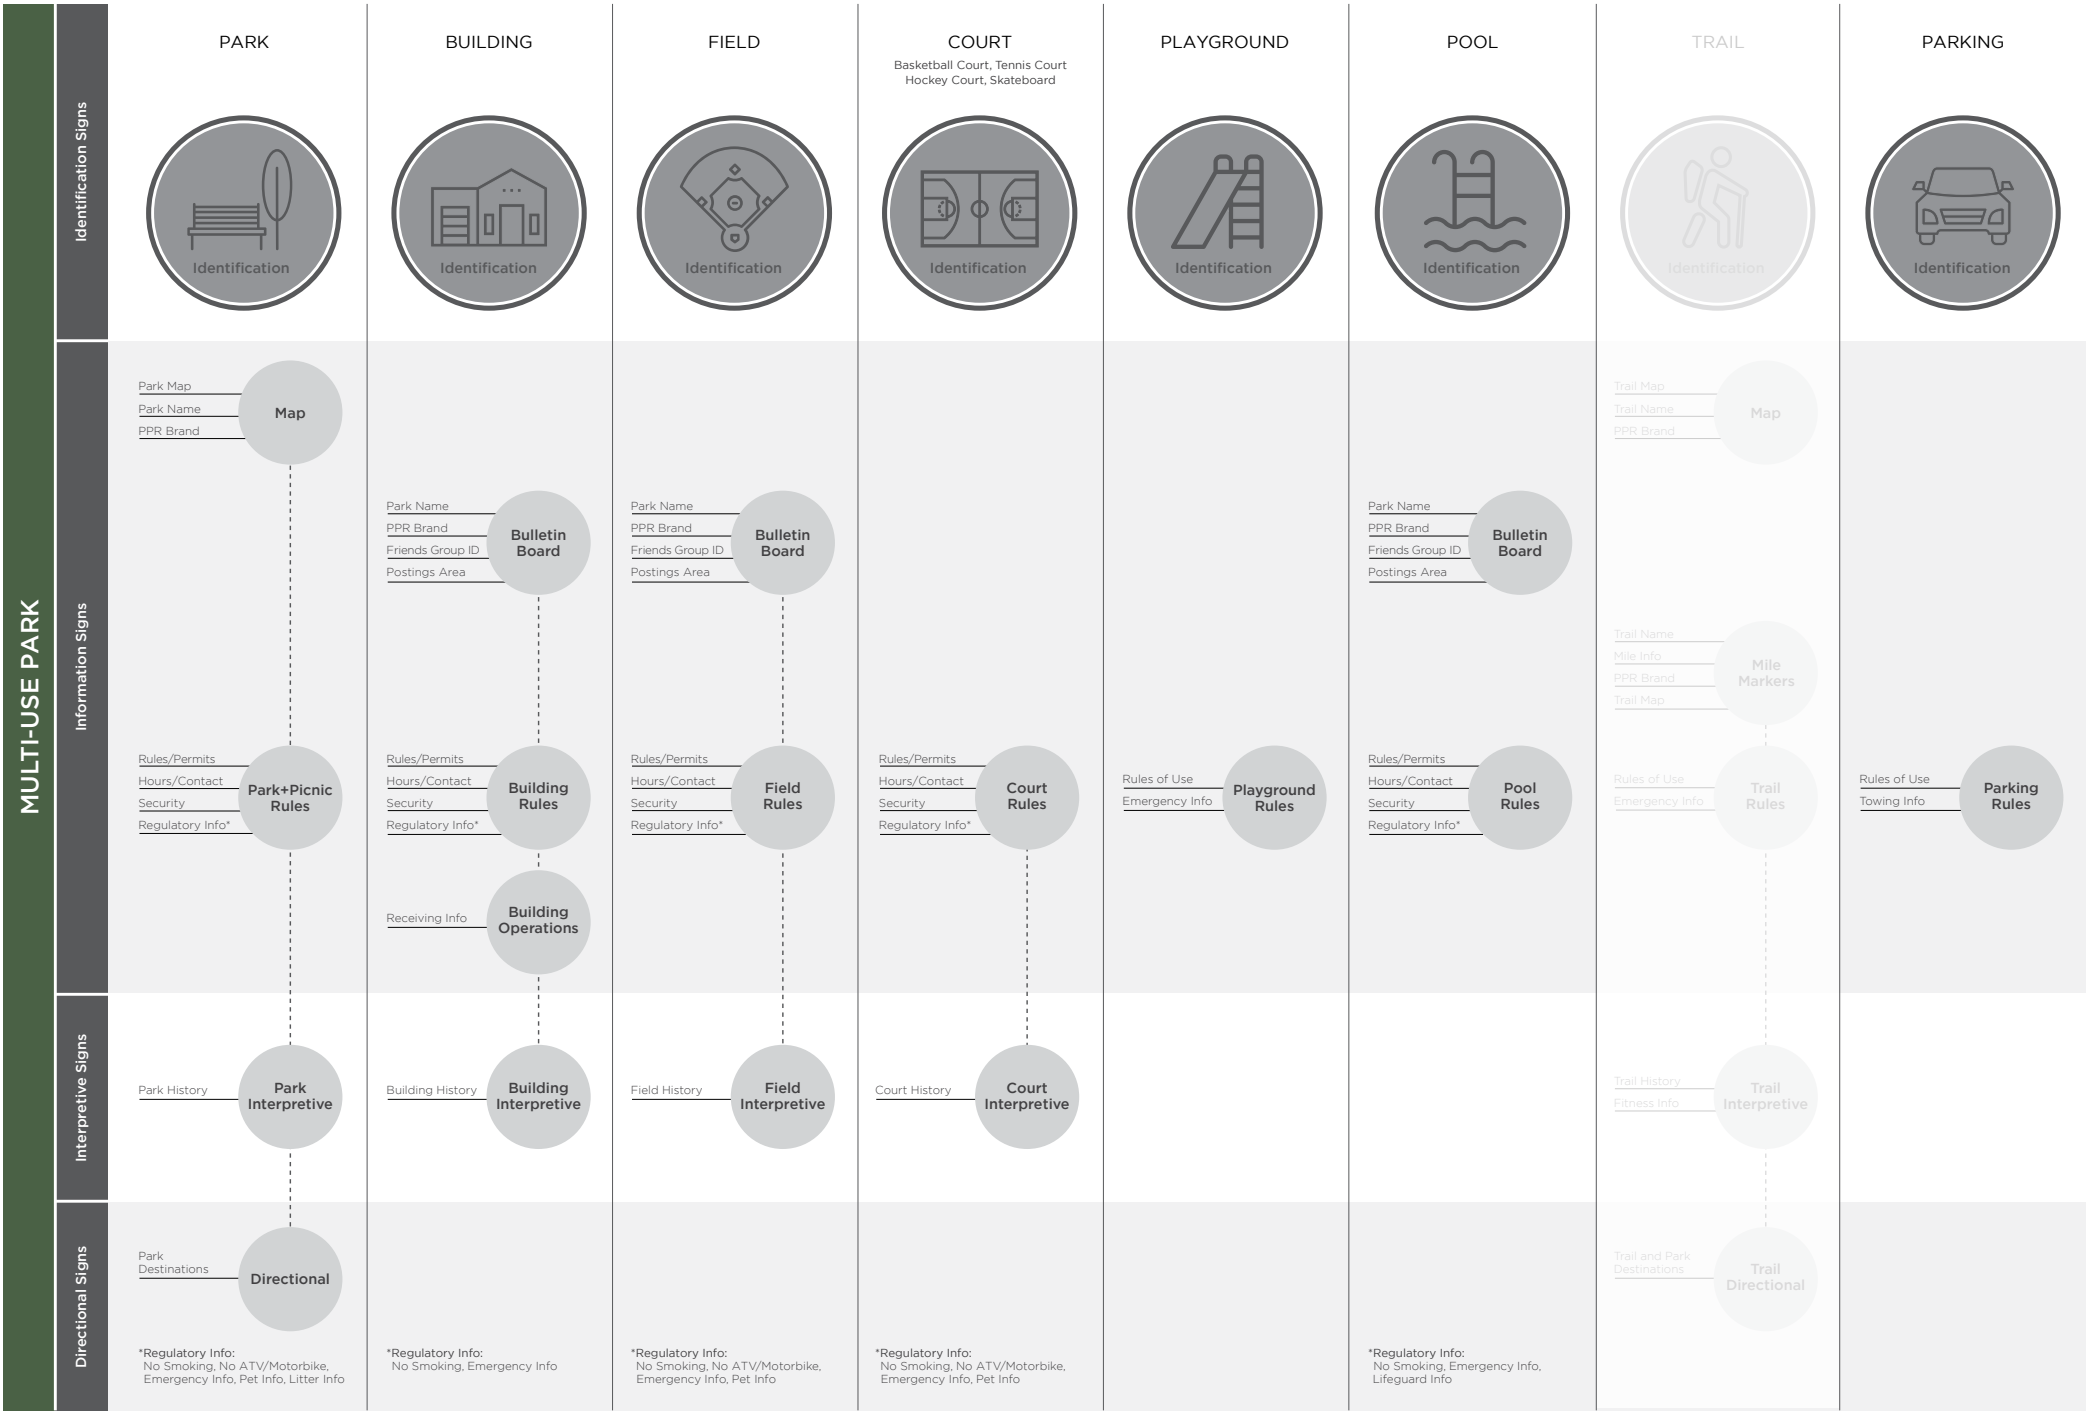 MULTI-USE PARK
Identification Signs
Information Signs
Interpretive Signs
Directional Signs
PARK
Identification
Park Map
Park Name
PPR Brand
Map
Rules/Permits
Hours/Contact
Security
Regulatory Info*
Park+Picnic
Rules
Park History
Park
Interpretive
Park
Destinations
Directional
*Regulatory Info:
No Smoking, No ATV/Motorbike,
Emergency Info, Pet Info, Litter Info
BUILDING
Identification
Park Name
PPR Brand
Friends Group ID
Postings Area
Bulletin
Board
Rules/Permits
Hours/Contact
Security
Regulatory Info*
Building
Rules
Receiving Info
Building
Operations
Building History
Building
Interpretive
*Regulatory Info:
No Smoking, Emergency Info
FIELD
Identification
Park Name
PPR Brand
Friends Group ID
Postings Area
Bulletin
Board
Rules/Permits
Hours/Contact
Security
Regulatory Info*
Field
Rules
Field History
Field
Interpretive
*Regulatory Info:
No Smoking, No ATV/Motorbike,
Emergency Info, Pet Info
COURT
Basketball Court, Tennis Court
Hockey Court, Skateboard
Identification
Rules/Permits
Hours/Contact
Security
Regulatory Info*
Court
Rules
Court History
Court
Interpretive
*Regulatory Info:
No Smoking, No ATV/Motorbike,
Emergency Info, Pet Info
PLAYGROUND
Identification
Rules of Use
Emergency Info
Playground
Rules
POOL
Identification
Park Name
PPR Brand
Friends Group ID
Postings Area
Bulletin
Board
Rules/Permits
Hours/Contact
Security
Regulatory Info*
Pool
Rules
*Regulatory Info:
No Smoking, Emergency Info,
Lifeguard Info
TRAIL
Identification
Trail Map
Trail Name
PPR Brand
Map
Trail Name
Mile Info
PPR Brand
Trail Map
Mile
Markers
Rules of Use
Emergency Info
Trail
Rules
Trail History
Fitness Info
Trail
Interpretive
Trail and Park
Destinations
Trail
Directional
PARKING
Identification
Rules of Use
Towing Info
Parking
Rules